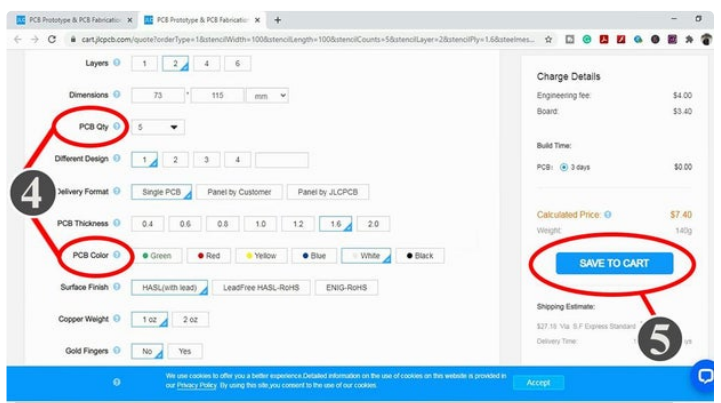 PCB Prototype & PCB Fabrication
PCB Prototype & PCB Fabrication
cart.jlcpcb.com/quote?orderType=1&stencilWidth=100&stencilLength=100&stencilCounts=5&stencilLayer=2&stencilPly=1.6&steelmes...
Layers 1 2 4 6
Dimensions 73 * 115 mm
PCB Qty 5
Different Design 1 2 3 4
Delivery Format Single PCB Panel by Customer Panel by JLCPCB
4
PCB Thickness 0.4 0.6 0.8 1.0 1.2 1.6 2.0
PCB Color Green Red Yellow Blue White Black
Surface Finish HASL(with lead) LeadFree HASL-RoHS ENIG-RoHS
Copper Weight 1 oz 2 oz
Gold Fingers No Yes
Charge Details
Engineering fee: $4.00
Board: $3.40
Build Time:
PCB: 3 days $0.00
Calculated Price: $7.40
Weight: 140g
SAVE TO CART
Shipping Estimate:
$27.16 Via S.F Express Standard
Delivery Time:
5
We use cookies to offer you a better experience.Detailed information on the use of cookies on this website is provided in
our Privacy Policy. By using this site,you consent to the use of our cookies.
Accept